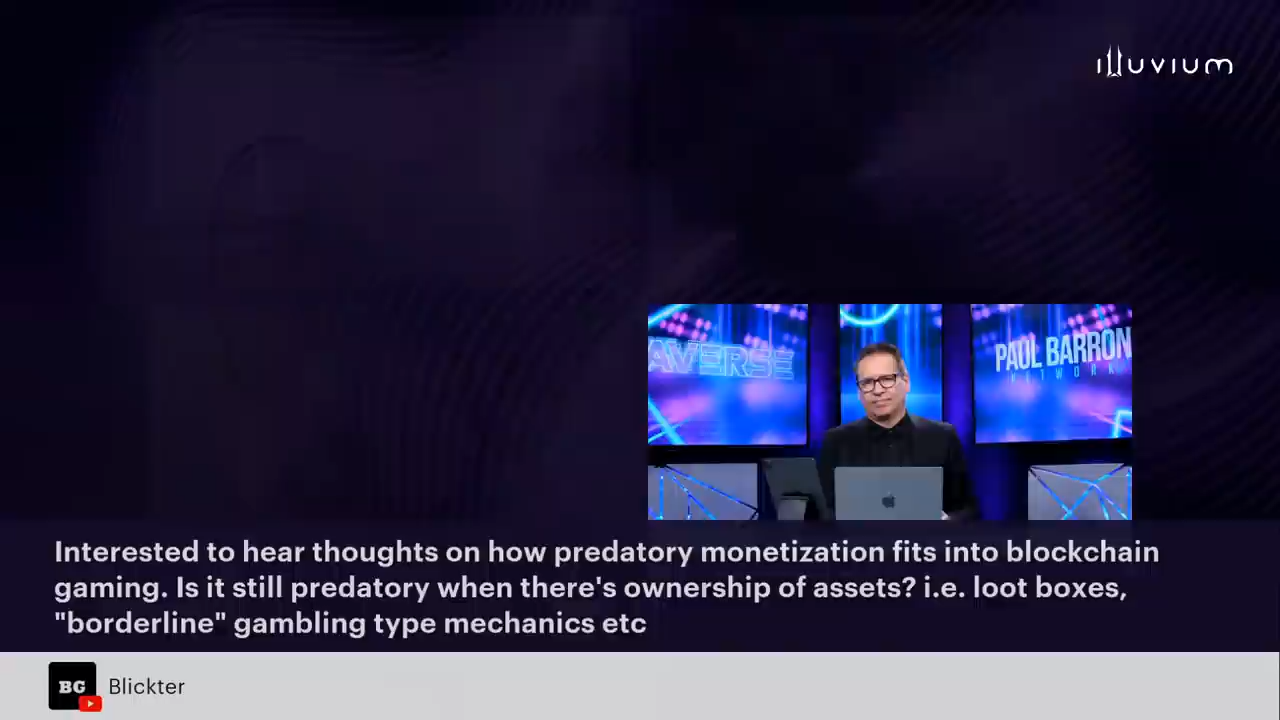 illuvium
AVERSE
PAUL BARRON
NETWORK
Interested to hear thoughts on how predatory monetization fits into blockchain
gaming. Is it still predatory when there's ownership of assets? i.e. loot boxes,
"borderline" gambling type mechanics etc
BG
Blickter